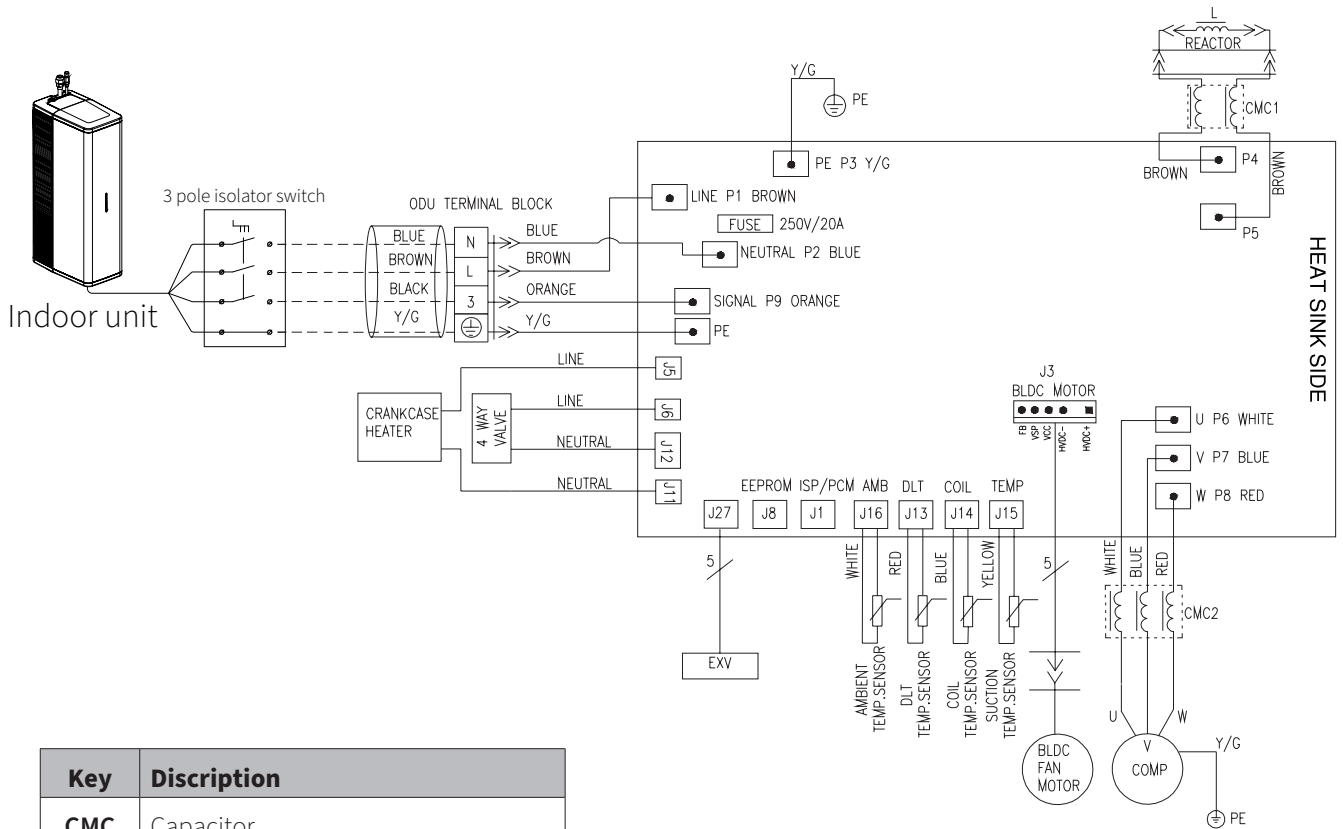 L
REACTOR
Y/G
PE
CMC1
PE P3 Y/G
P4
BROWN
BROWN
P5
3 pole isolator switch
ODU TERMINAL BLOCK
LINE P1 BROWN
FUSE 250V/20A
BLUE N BLUE
NEUTRAL P2 BLUE
BROWN L BROWN
BLACK 3 ORANGE
SIGNAL P9 ORANGE
Y/G Y/G
PE
Indoor unit
HEAT SINK SIDE
LINE J5
CRANKCASE
HEATER
4 WAY
VALVE
LINE J6
NEUTRAL J12
NEUTRAL J11
J3
BLDC MOTOR
FB
VSP
VCC
HVDC-
HVDC+
U P6 WHITE
V P7 BLUE
W P8 RED
EEPROM ISP/PCM AMB DLT COIL TEMP
J27 J8 J1 J16 J13 J14 J15
5
WHITE
RED
BLUE
YELLOW
5
WHITE
BLUE
RED
CMC2
EXV
AMBIENT
TEMP.SENSOR
DLT
TEMP.SENSOR
COIL
TEMP.SENSOR
SUCTION
TEMP.SENSOR
BLDC
FAN
MOTOR
U
V
W
COMP
Y/G
PE
Key Discription
CMC Capacitor